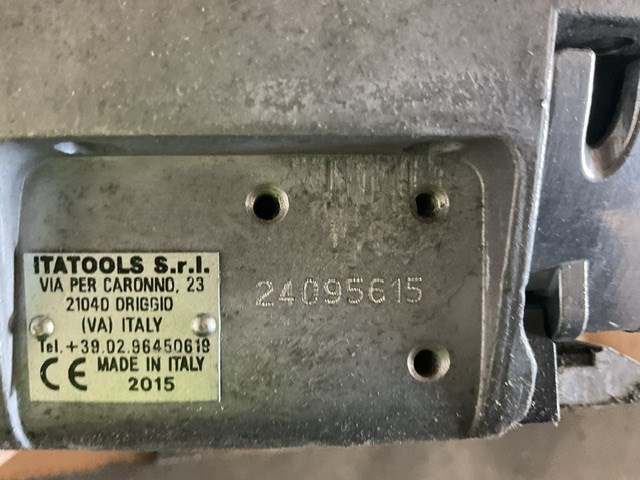 ITATOOLS S.r.l.
VIA PER CARONNO, 23
21040 ORIGGIO
(VA) ITALY
Tel. +39.02.96450619
CE MADE IN ITALY
2015
24095615